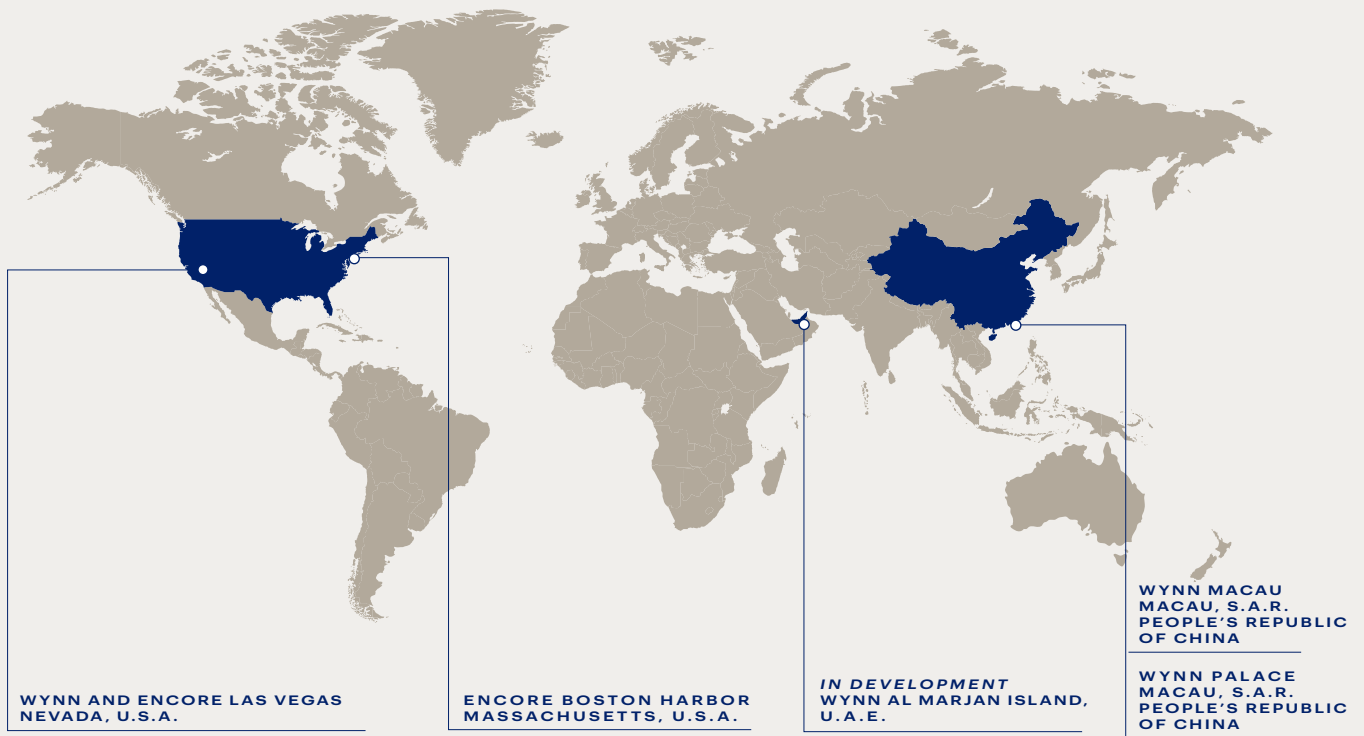 WYNN AND ENCORE LAS VEGAS
NEVADA, U.S.A.
ENCORE BOSTON HARBOR
MASSACHUSETTS, U.S.A.
IN DEVELOPMENT
WYNN AL MARJAN ISLAND,
U.A.E.
WYNN MACAU
MACAU, S.A.R.
PEOPLE’S REPUBLIC
OF CHINA
WYNN PALACE
MACAU, S.A.R.
PEOPLE’S REPUBLIC
OF CHINA